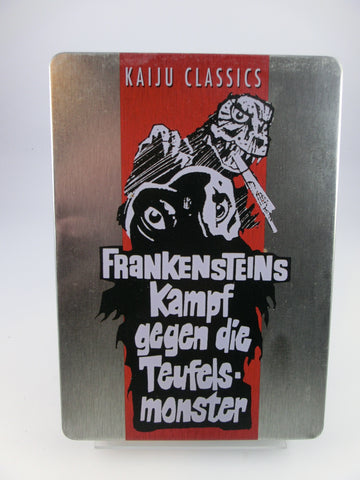 KAIJU CLASSICS
FRANKENSTEINS
Kampf
gegen die
Teufels-
monster